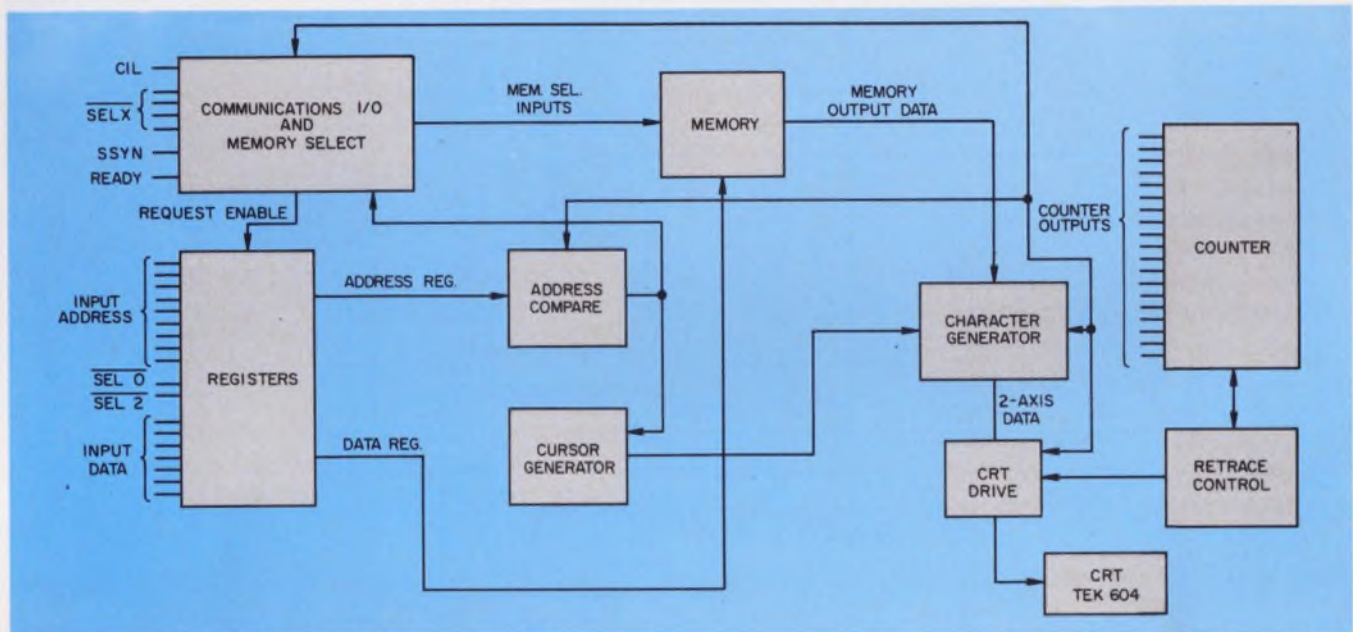 CIL
SELX
SSYN
READY
COMMUNICATIONS I/O
AND
MEMORY SELECT
MEM. SEL.
INPUTS
MEMORY
MEMORY
OUTPUT DATA
REQUEST ENABLE
INPUT
ADDRESS
SEL 0
SEL 2
INPUT
DATA
REGISTERS
ADDRESS REG.
DATA REG.
ADDRESS
COMPARE
CURSOR
GENERATOR
CHARACTER
GENERATOR
2-AXIS
DATA
CRT
DRIVE
CRT
TEK 604
COUNTER
OUTPUTS
COUNTER
RETRACE
CONTROL